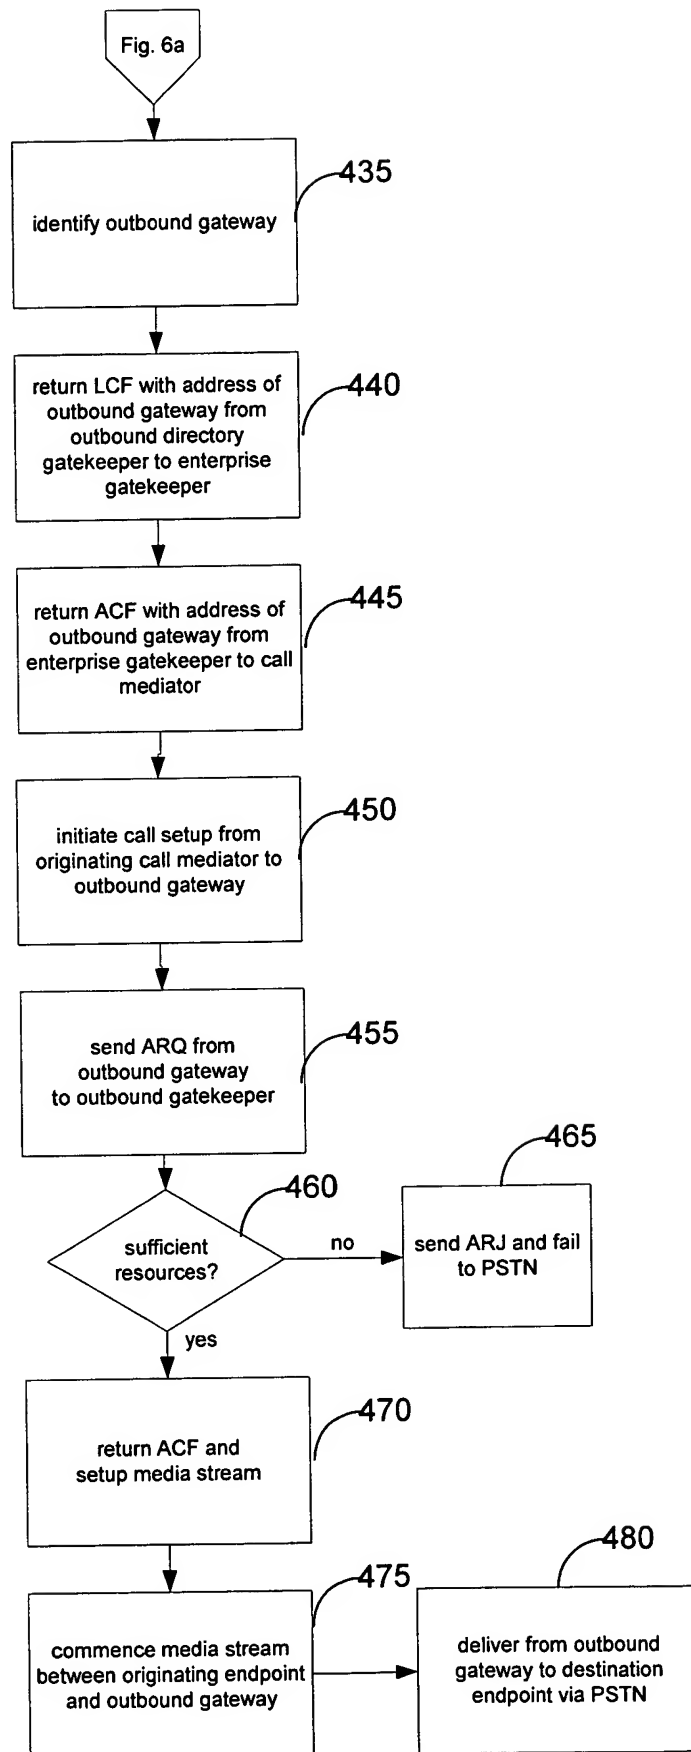 Fig. 6a
435
identify outbound gateway
440
return LCF with address of
outbound gateway from
outbound directory
gatekeeper to enterprise
gatekeeper
445
return ACF with address of
outbound gateway from
enterprise gatekeeper to call
mediator
450
initiate call setup from
originating call mediator to
outbound gateway
455
send ARQ from
outbound gateway
to outbound gatekeeper
460
sufficient
resources?
no
465
send ARJ and fail
to PSTN
yes
470
return ACF and
setup media stream
475
commence media stream
between originating endpoint
and outbound gateway
480
deliver from outbound
gateway to destination
endpoint via PSTN